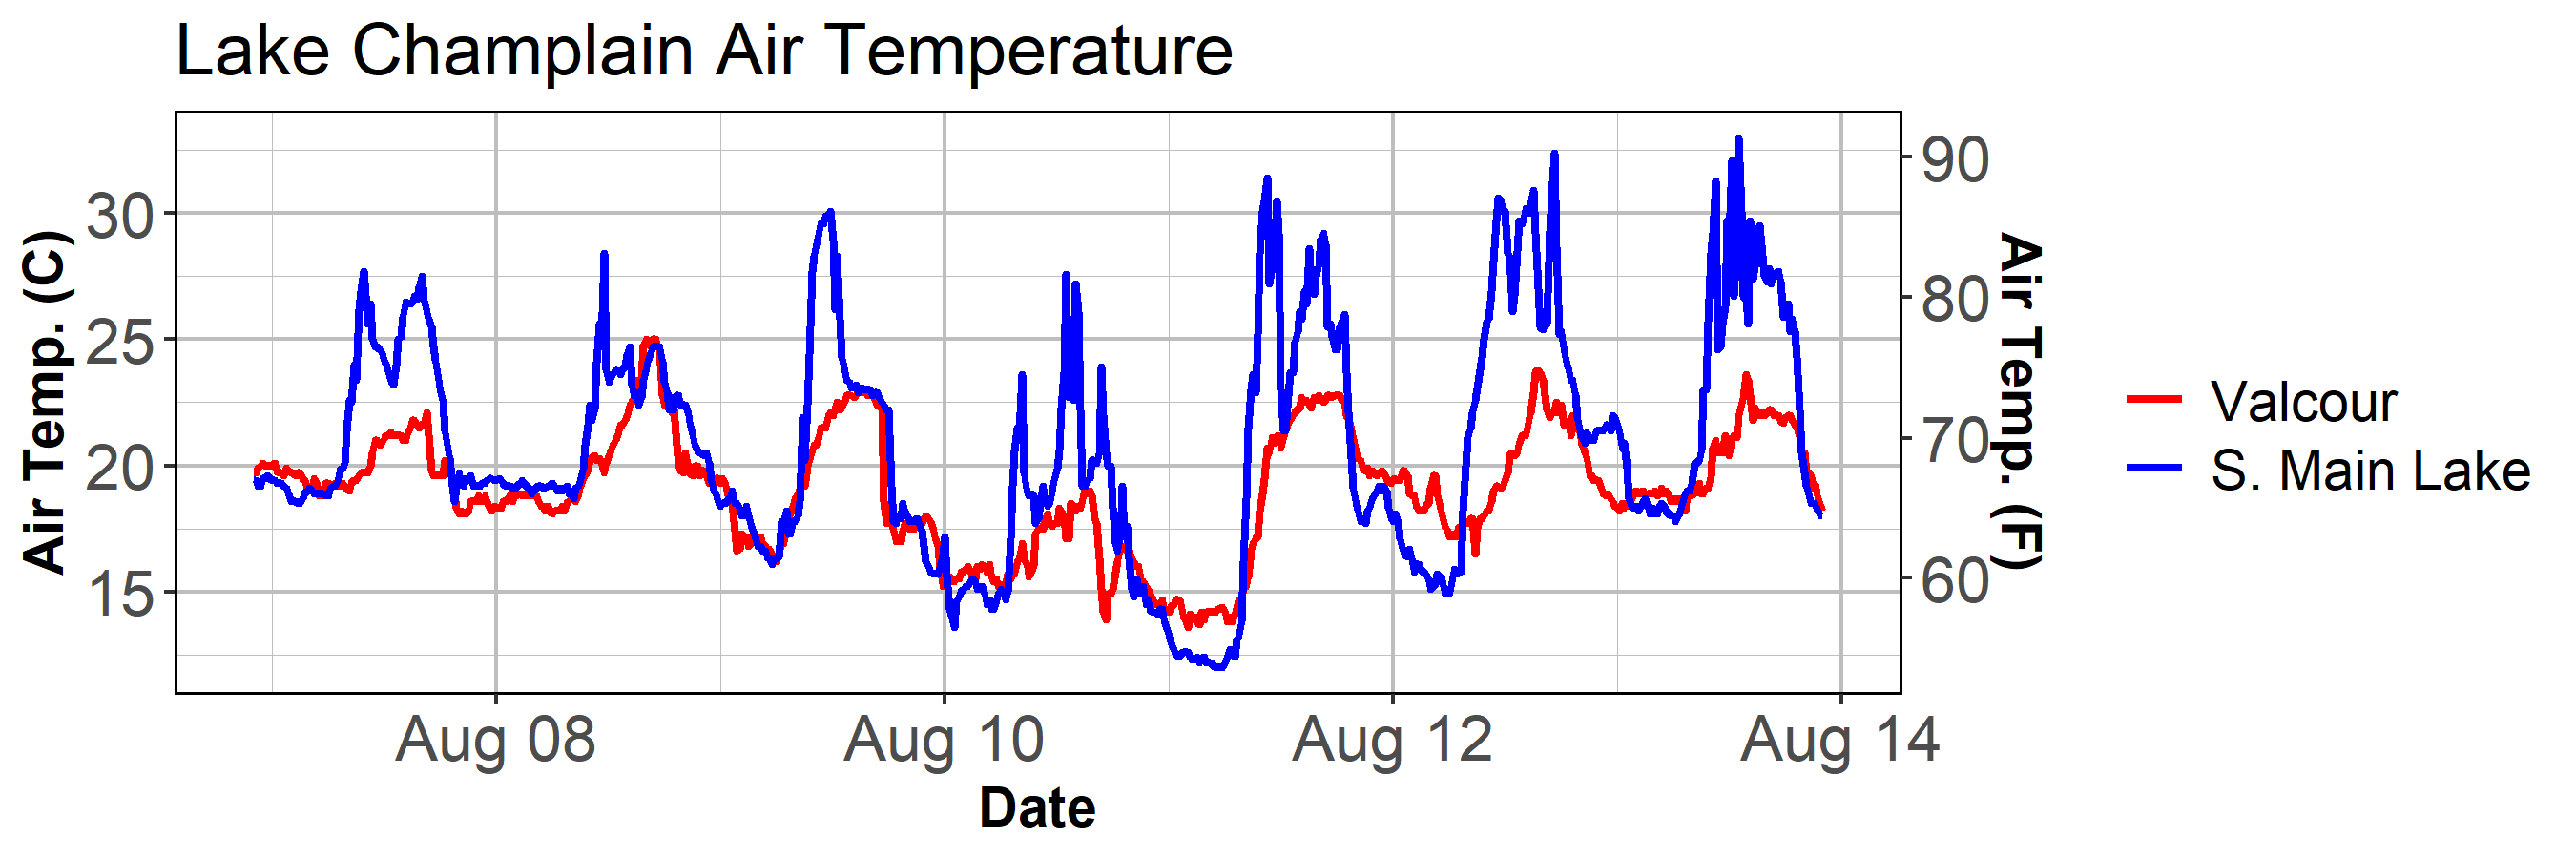 Lake Champlain Air Temperature
Air Temp. (C)
30
25
20
15
90
80
70
60
Air Temp. (F)
Aug 08
Aug 10
Aug 12
Aug 14
Date
Valcour
S. Main Lake